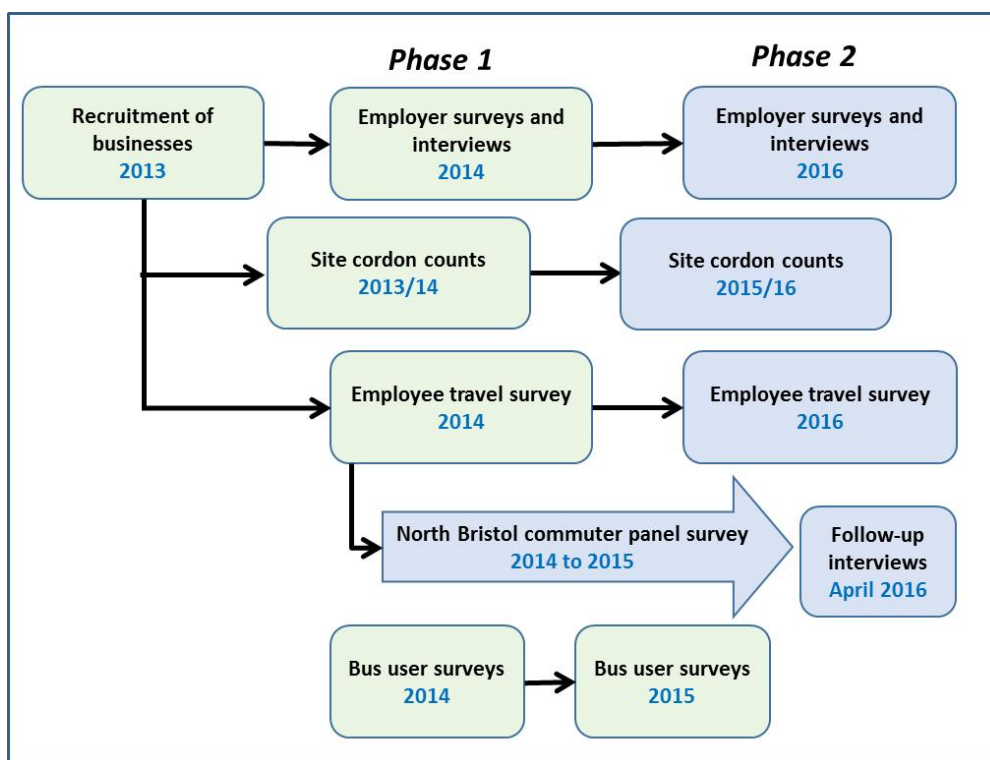 Phase 1
Phase 2
Recruitment of
businesses
2013
Employer surveys and
interviews
2014
Employer surveys and
interviews
2016
Site cordon counts
2013/14
Site cordon counts
2015/16
Employee travel survey
2014
Employee travel survey
2016
North Bristol commuter panel survey
2014 to 2015
Follow-up
interviews
April 2016
Bus user surveys
2014
Bus user surveys
2015